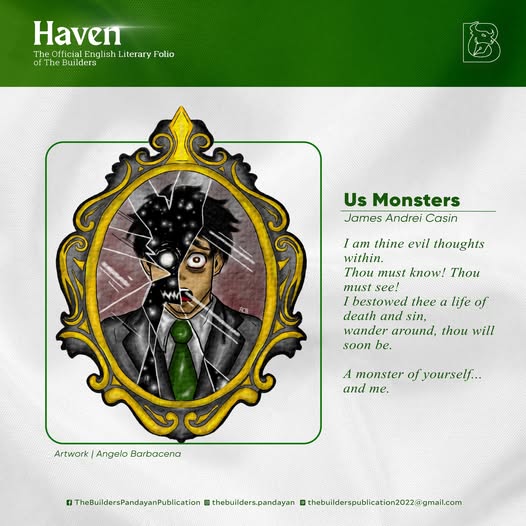 Haven
The Official English Literary Folio
of The Builders
Us Monsters
James Andrei Casin
I am thine evil thoughts
within.
Thou must know! Thou
must see!
I bestowed thee a life of
death and sin,
wander around, thou will
soon be.
A monster of yourself...
and me.
Artwork | Angelo Barbacena
TheBuildersPandayanPublication thebuilders.pandayan thebuilderspublication2022@gmail.com